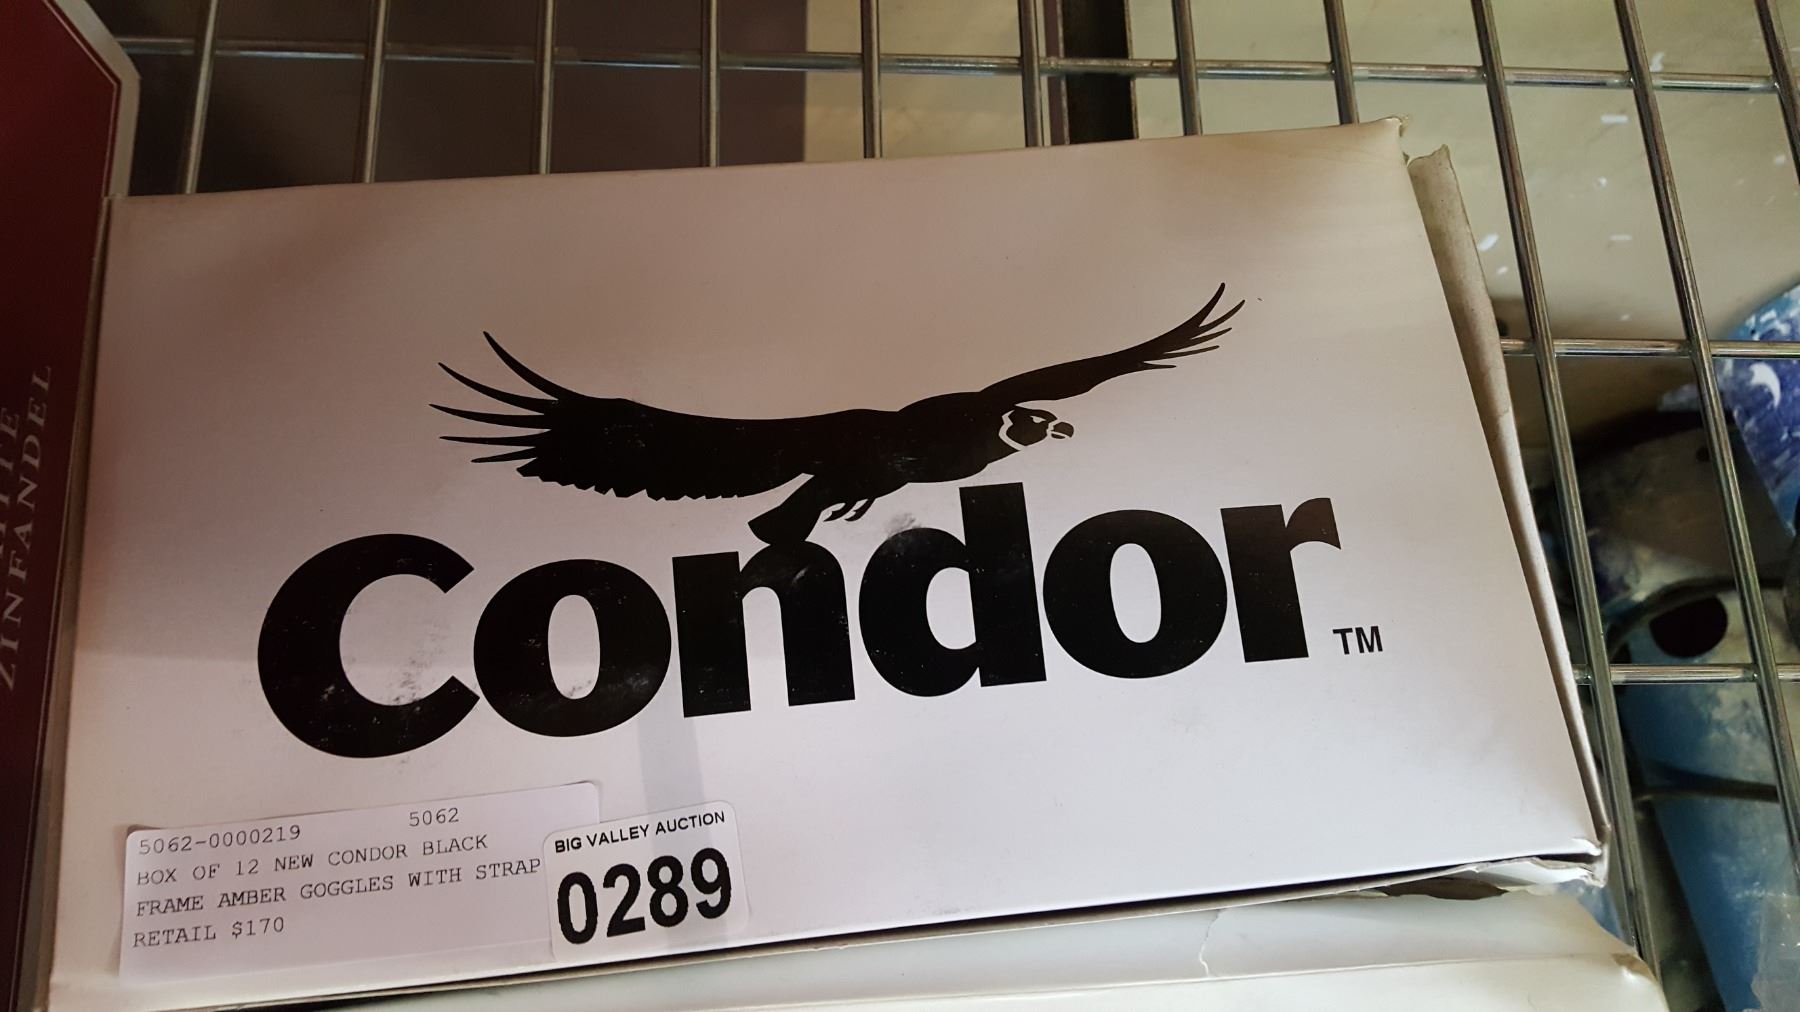 Condor
TM
5062-0000219 5062
BOX OF 12 NEW CONDOR BLACK
FRAME AMBER GOGGLES WITH STRAP
RETAIL $170
BIG VALLEY AUCTION
0289
ZINFANDEL